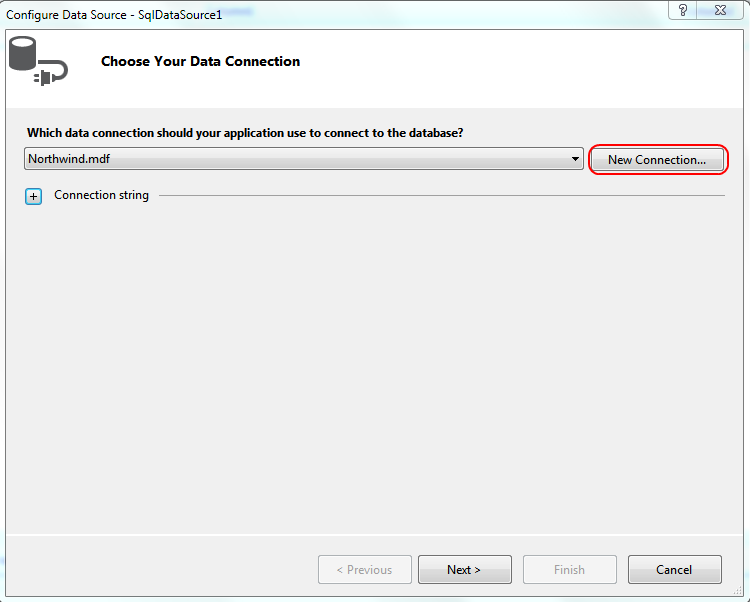 Configure Data Source - SqlDataSource1
?
Choose Your Data Connection
Which data connection should your application use to connect to the database?
Northwind.mdf New Connection...
+ Connection string
< Previous Next > Finish Cancel